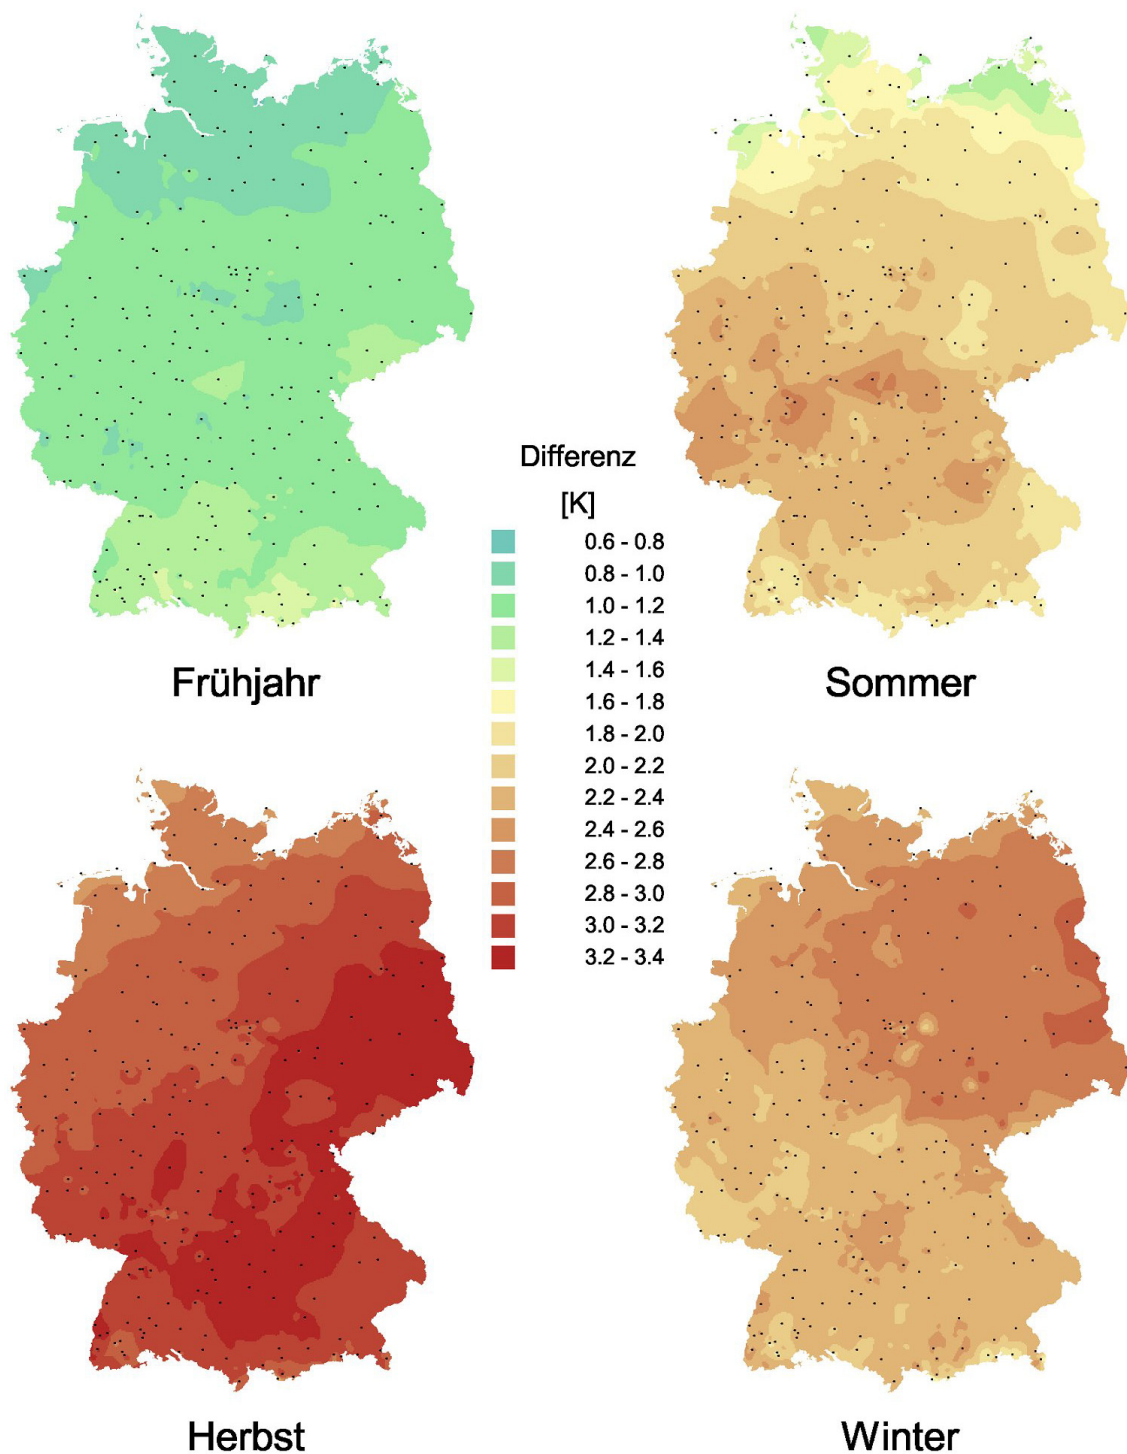 Differenz
[K]
0.6 - 0.8
0.8 - 1.0
1.0 - 1.2
1.2 - 1.4
1.4 - 1.6
1.6 - 1.8
1.8 - 2.0
2.0 - 2.2
2.2 - 2.4
2.4 - 2.6
2.6 - 2.8
2.8 - 3.0
3.0 - 3.2
3.2 - 3.4
Frühjahr
Sommer
Herbst
Winter